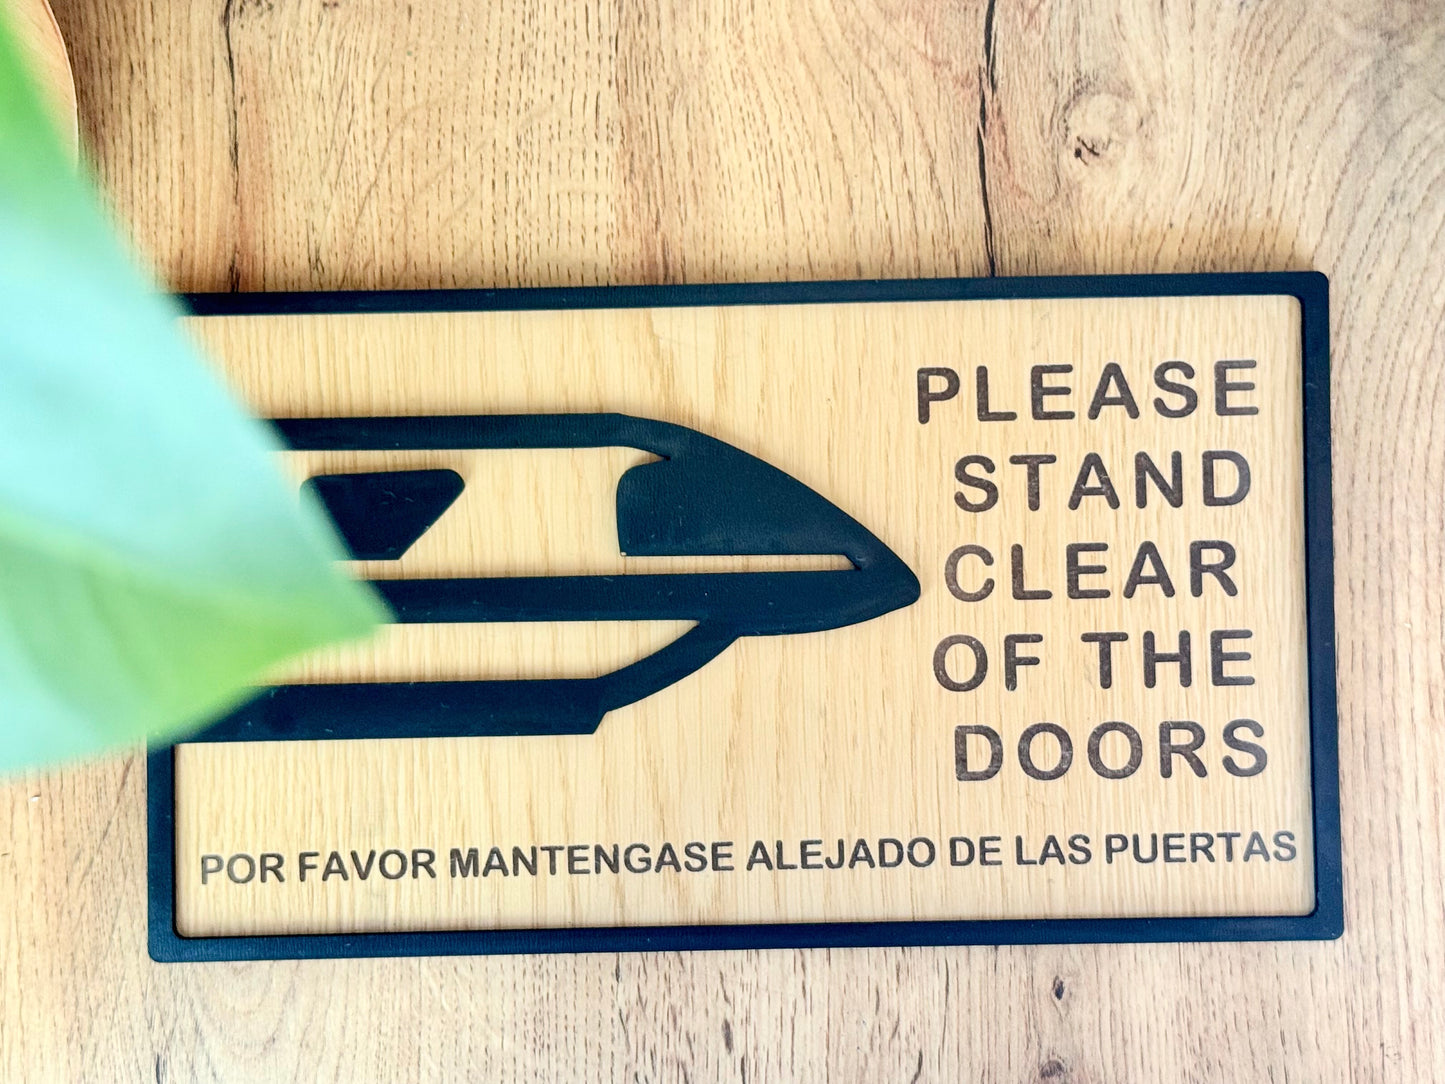 PLEASE
STAND
CLEAR
OF THE
DOORS
POR FAVOR MANTENGASE ALEJADO DE LAS PUERTAS